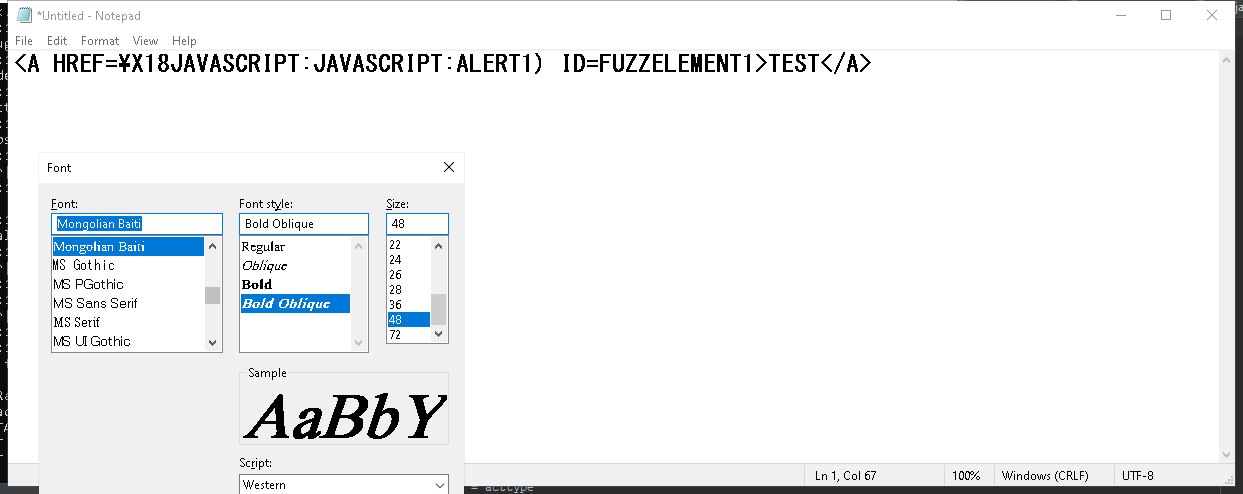 *Untitled - Notepad
File Edit Format View Help
<A HREF=¥X18JAVASCRIPT:JAVASCRIPT:ALERT1) ID=FUZZELEMENT1>TEST</A>
Font
Font: Font style: Size:
Mongolian Baiti Bold Oblique 48
Mongolian Baiti Regular 22
MS Gothic Oblique 24
MS PGothic Bold 26
MS Sans Serif Bold Oblique 28
MS Serif 36
MS UI Gothic 48
72
Sample
AaBbY
Script:
Western
Ln 1, Col 67 100% Windows (CRLF) UTF-8
= acctype